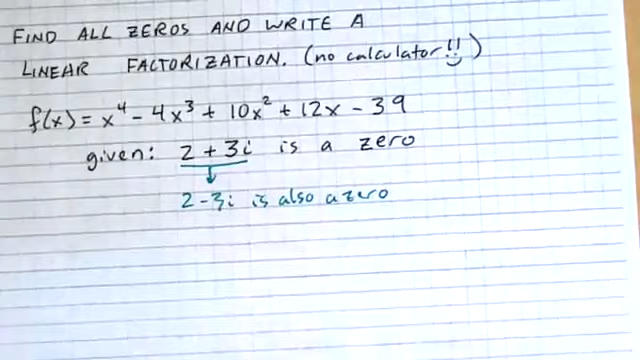 FIND ALL ZEROS AND WRITE A
LINEAR FACTORIZATION. (no calculator!!)
f(x) = x⁴ - 4x³ + 10x² + 12x - 39
given: 2 + 3i is a zero
2 - 3i is also a zero